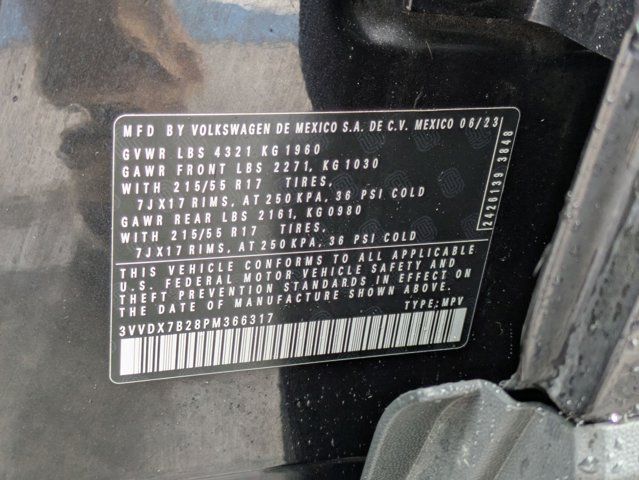 MFD BY VOLKSWAGEN DE MEXICO S.A. DE C.V. MEXICO 06/23
GVWR LBS 4321 KG 1960
GAWR FRONT LBS 2271, KG 1030
WITH 215/55 R17 TIRES,
7JX17 RIMS, AT 250 KPA, 36 PSI COLD
GAWR REAR LBS 2161, KG 0980
WITH 215/55 R17 TIRES,
7JX17 RIMS, AT 250 KPA, 36 PSI COLD
THIS VEHICLE CONFORMS TO ALL APPLICABLE
U.S. FEDERAL MOTOR VEHICLE SAFETY AND
THEFT PREVENTION STANDARDS IN EFFECT ON
THE DATE OF MANUFACTURE SHOWN ABOVE.
3VVDX7B28PM366317 TYPE: MPV
2426139 3848